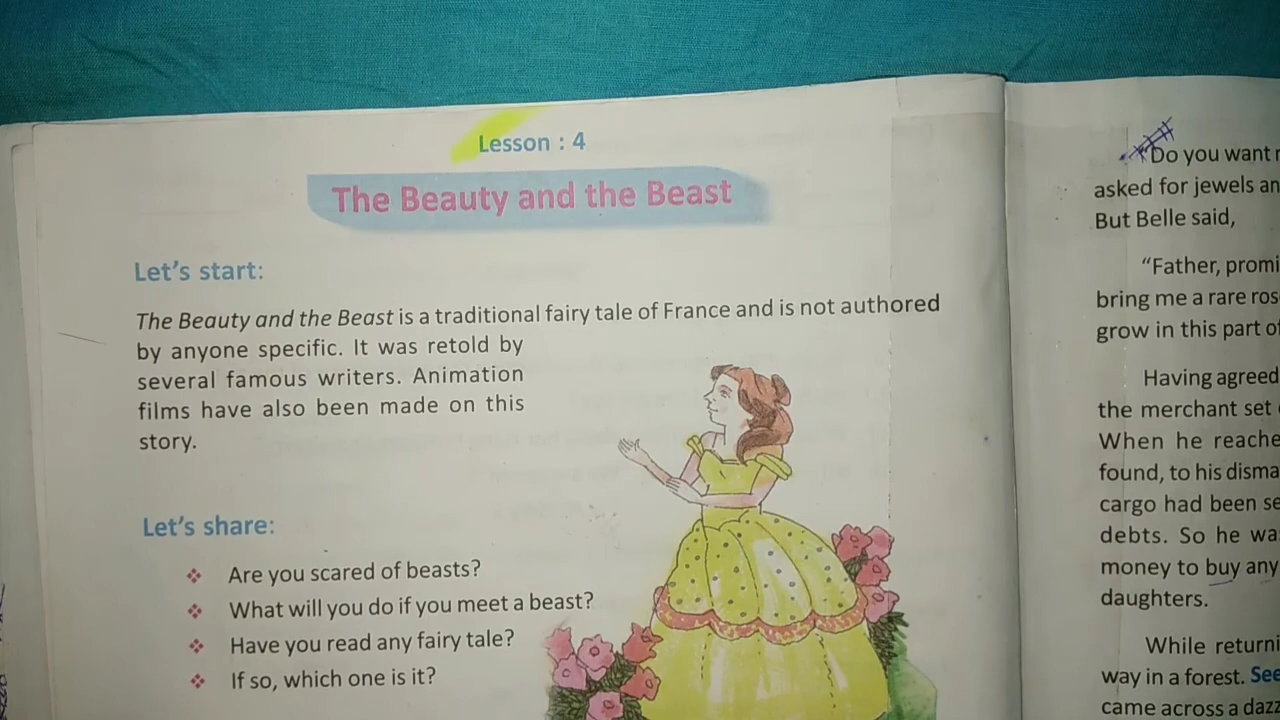 Lesson : 4
The Beauty and the Beast
Let's start:
The Beauty and the Beast is a traditional fairy tale of France and is not authored
by anyone specific. It was retold by
several famous writers. Animation
films have also been made on this
story.
Let's share:
❖ Are you scared of beasts?
❖ What will you do if you meet a beast?
❖ Have you read any fairy tale?
❖ If so, which one is it?
Do you want
asked for jewels
But Belle said,
"Father,
bring me a rare
grow in this part
Having agreed
the merchant set
When he
found, to his
cargo had been
debts. So he
money to buy
daughters.
While
way in a forest.
came across a